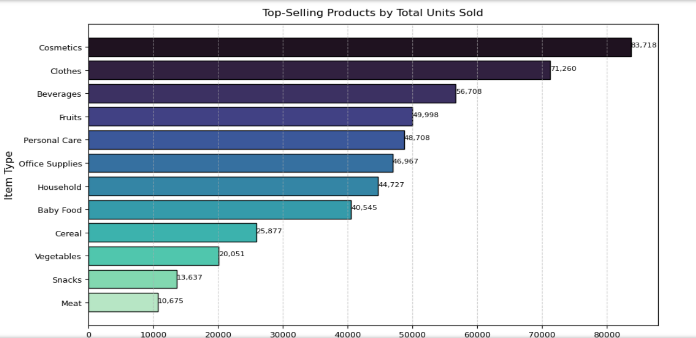 Top-Selling Products by Total Units Sold
Item Type
Cosmetics 83,718
Clothes 71,260
Beverages 56,708
Fruits 49,998
Personal Care 48,708
Office Supplies 46,967
Household 44,727
Baby Food 40,545
Cereal 25,877
Vegetables 20,051
Snacks 13,637
Meat 10,675
0 10000 20000 30000 40000 50000 60000 70000 80000